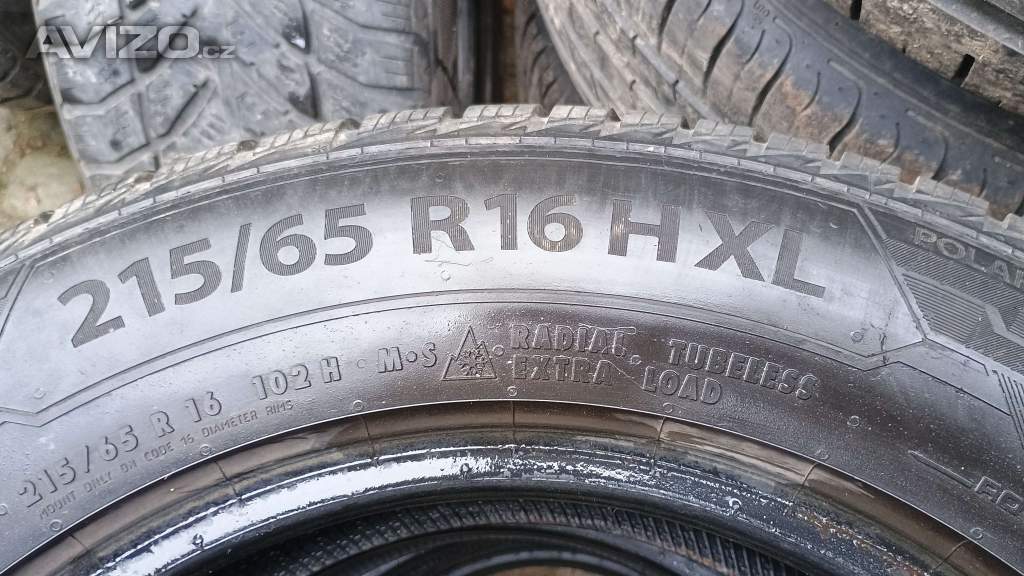 AVÍZO.cz
215/65 R16 H XL
POLAR
215/65 R 16 102 H · M·S RADIAL TUBELESS
EXTRA LOAD
MOUNT ONLY ON CODE 16 DIAMETER RIMS